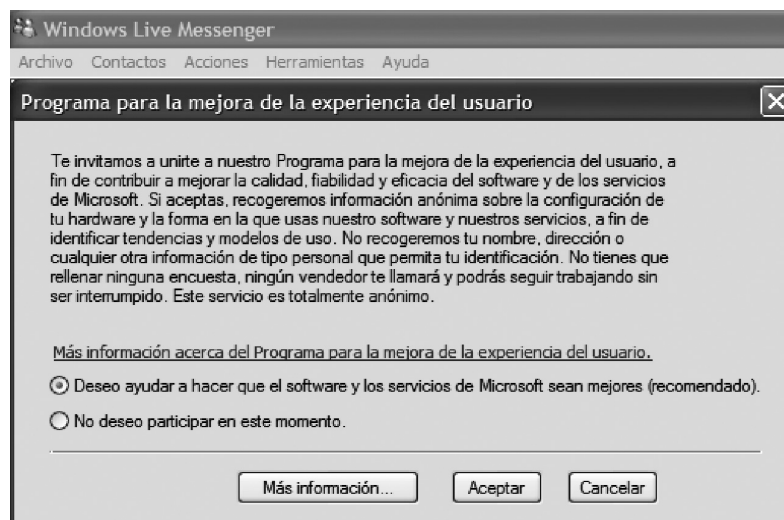 Windows Live Messenger
Archivo Contactos Acciones Herramientas Ayuda
Programa para la mejora de la experiencia del usuario
Te invitamos a unirte a nuestro Programa para la mejora de la experiencia del usuario, a
fin de contribuir a mejorar la calidad, fiabilidad y eficacia del software y de los servicios
de Microsoft. Si aceptas, recogeremos información anónima sobre la configuración de
tu hardware y la forma en la que usas nuestro software y nuestros servicios, a fin de
identificar tendencias y modelos de uso. No recogeremos tu nombre, dirección o
cualquier otra información de tipo personal que permita tu identificación. No tienes que
rellenar ninguna encuesta, ningún vendedor te llamará y podrás seguir trabajando sin
ser interrumpido. Este servicio es totalmente anónimo.
Más información acerca del Programa para la mejora de la experiencia del usuario.
Deseo ayudar a hacer que el software y los servicios de Microsoft sean mejores (recomendado).
No deseo participar en este momento.
Más información... Aceptar Cancelar